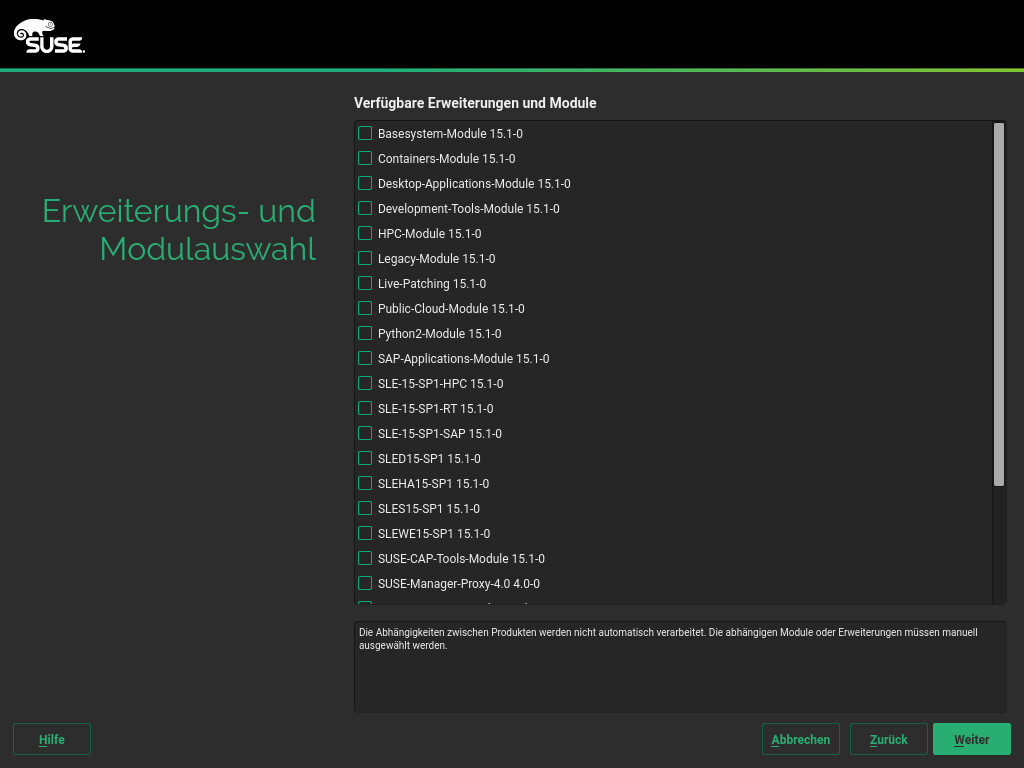 SUSE.
Verfügbare Erweiterungen und Module
Erweiterungs- und
Modulauswahl
Basesystem-Module 15.1-0
Containers-Module 15.1-0
Desktop-Applications-Module 15.1-0
Development-Tools-Module 15.1-0
HPC-Module 15.1-0
Legacy-Module 15.1-0
Live-Patching 15.1-0
Public-Cloud-Module 15.1-0
Python2-Module 15.1-0
SAP-Applications-Module 15.1-0
SLE-15-SP1-HPC 15.1-0
SLE-15-SP1-RT 15.1-0
SLE-15-SP1-SAP 15.1-0
SLED15-SP1 15.1-0
SLEHA15-SP1 15.1-0
SLES15-SP1 15.1-0
SLEWE15-SP1 15.1-0
SUSE-CAP-Tools-Module 15.1-0
SUSE-Manager-Proxy-4.0 4.0-0
Die Abhängigkeiten zwischen Produkten werden nicht automatisch verarbeitet. Die abhängigen Module oder Erweiterungen müssen manuell
ausgewählt werden.
Hilfe
Abbrechen
Zurück
Weiter